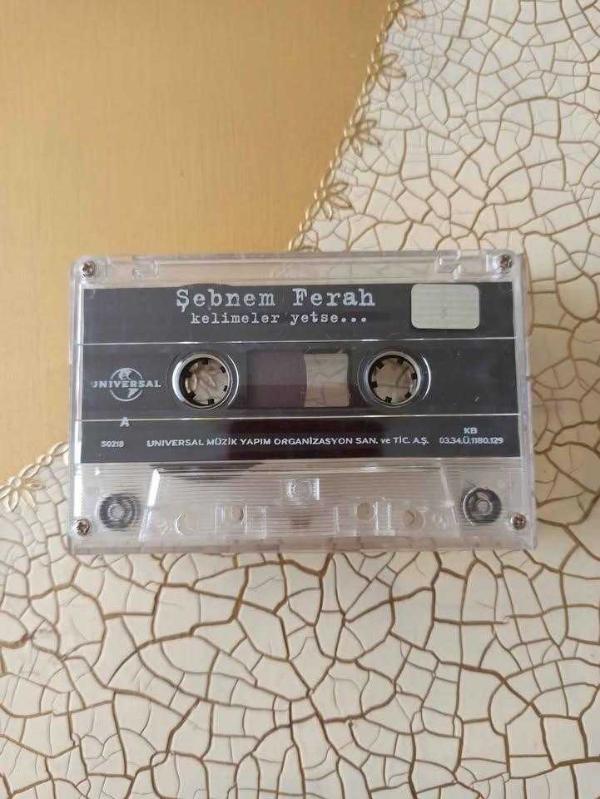 Şebnem Ferah
kelimeler yetse...
UNIVERSAL
A
KB
50218 UNIVERSAL MÜZİK YAPIM ORGANİZASYON SAN. ve TİC. A.Ş. 03.34.Ü.1180.129